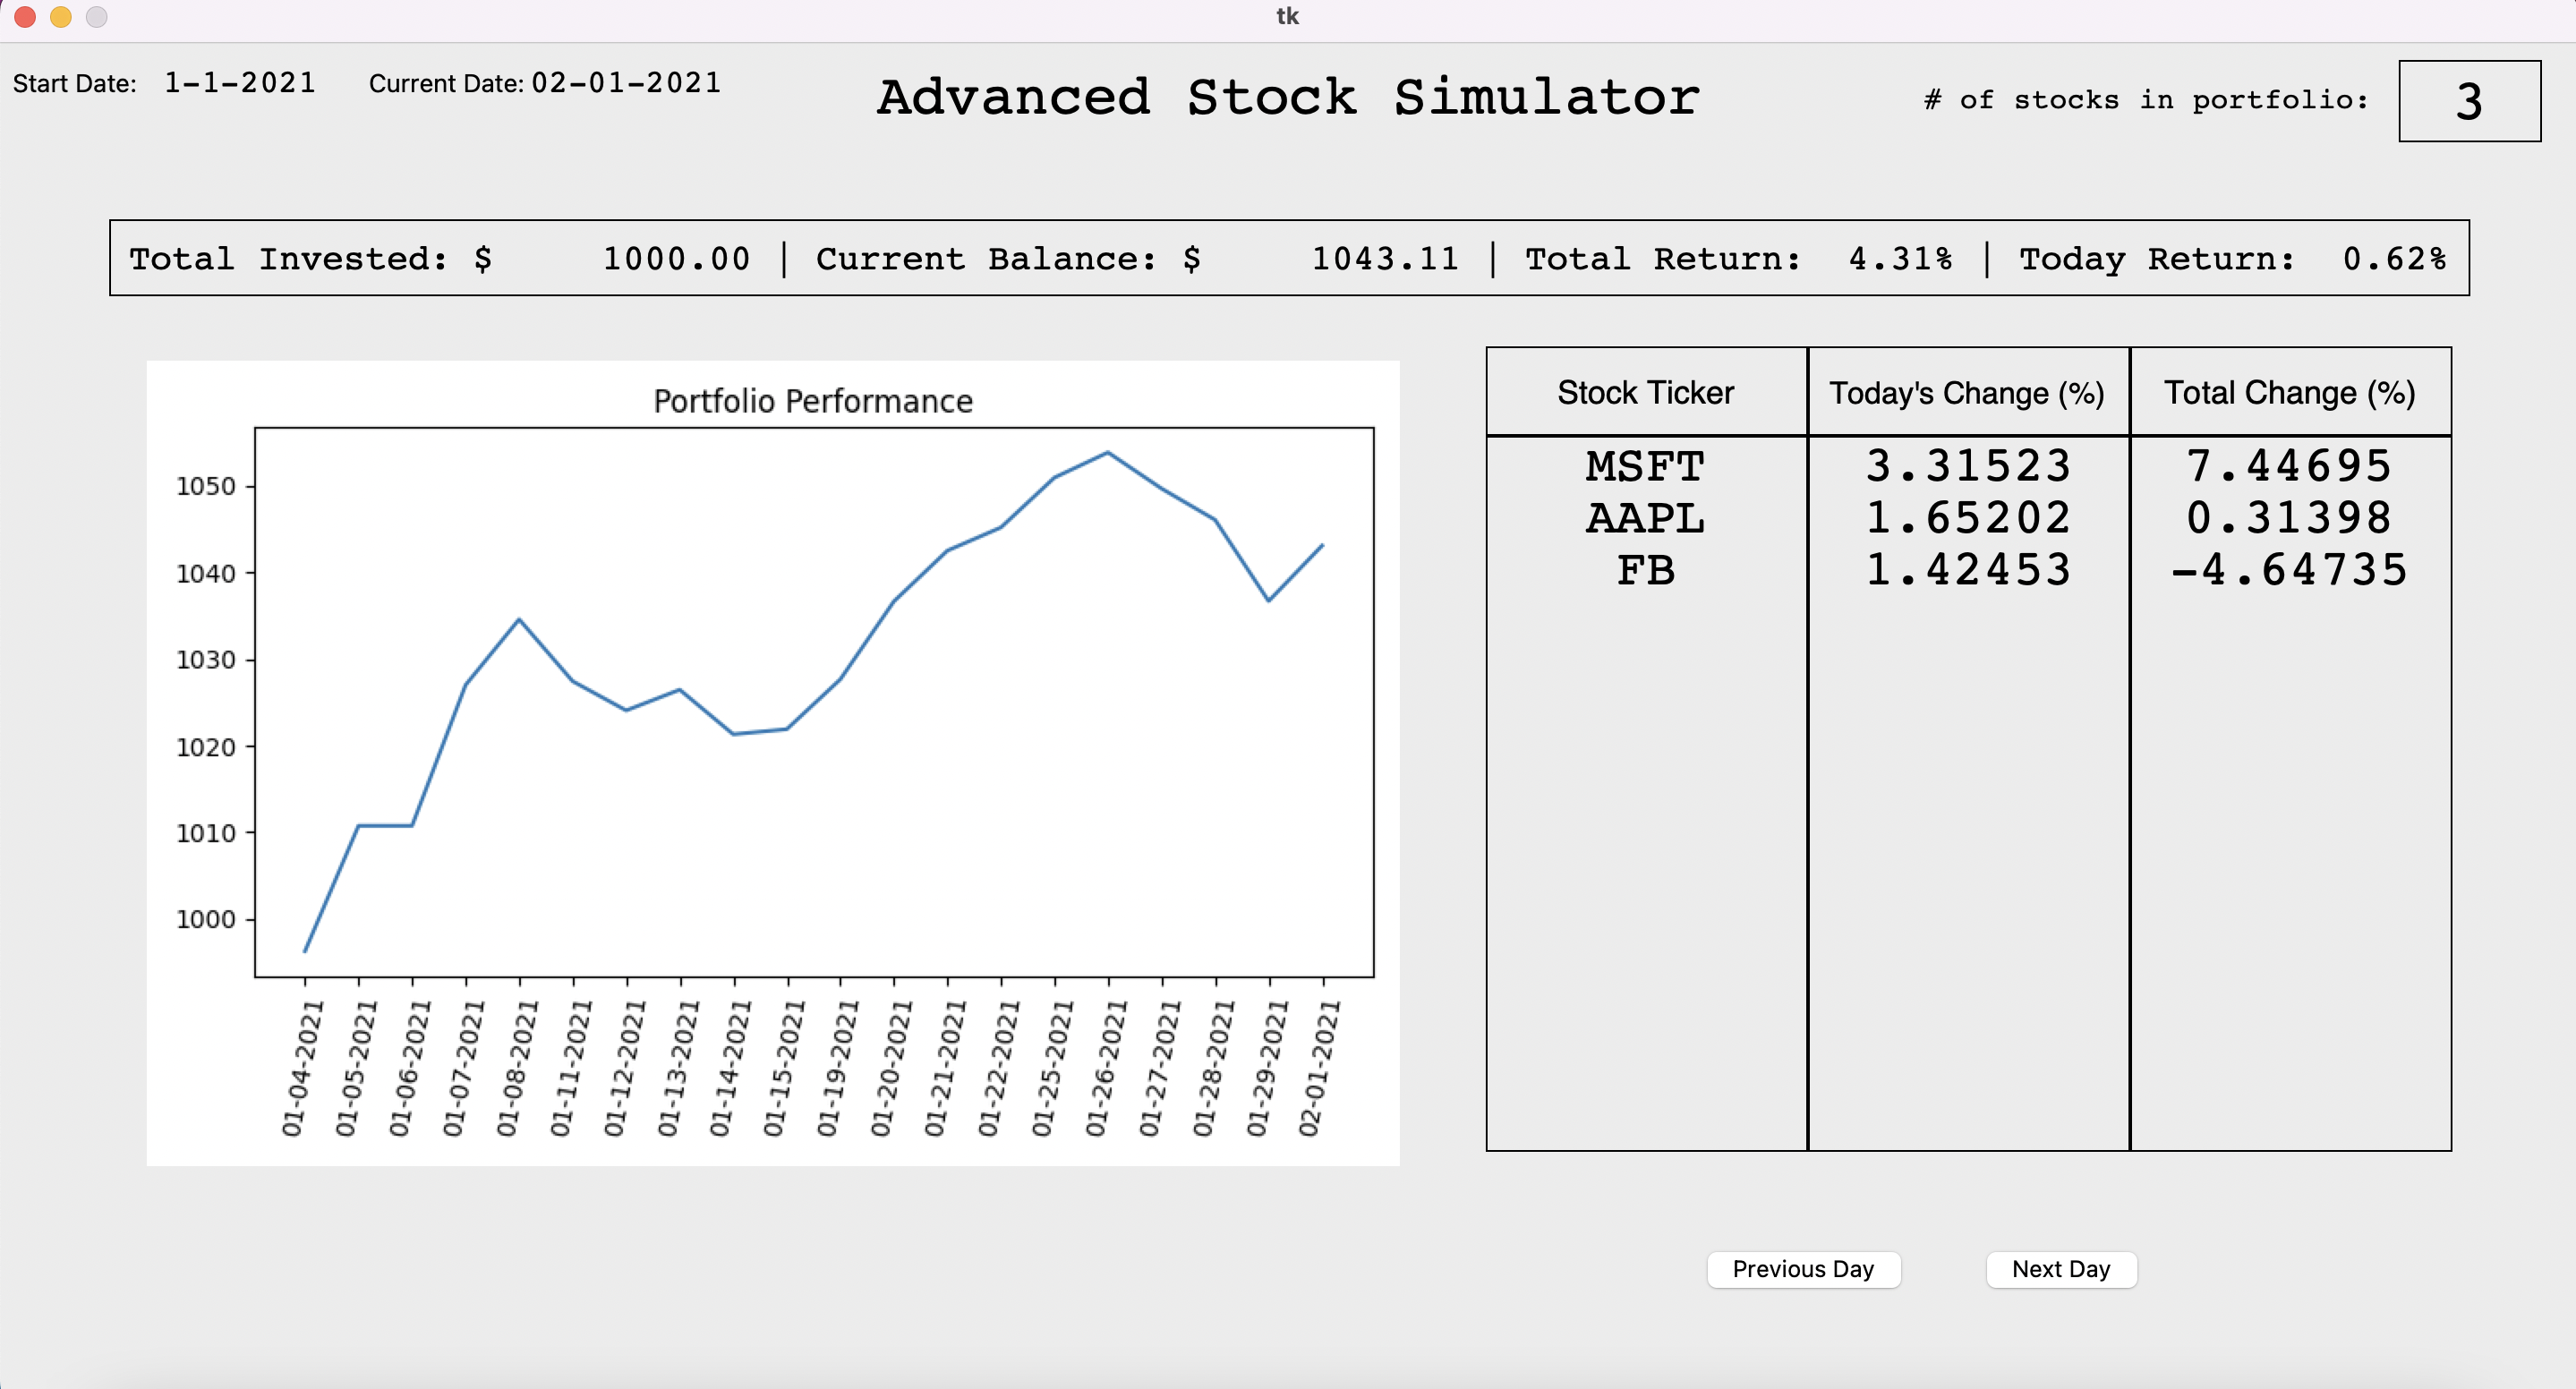 tk
Start Date: 1-1-2021 Current Date: 02-01-2021
Advanced Stock Simulator
# of stocks in portfolio: 3
Total Invested: $ 1000.00 | Current Balance: $ 1043.11 | Total Return: 4.31% | Today Return: 0.62%
Portfolio Performance
1050
1040
1030
1020
1010
1000
01-04-2021
01-05-2021
01-06-2021
01-07-2021
01-08-2021
01-11-2021
01-12-2021
01-13-2021
01-14-2021
01-15-2021
01-19-2021
01-20-2021
01-21-2021
01-22-2021
01-25-2021
01-26-2021
01-27-2021
01-28-2021
01-29-2021
02-01-2021
Stock Ticker Today's Change (%) Total Change (%)
MSFT 3.31523 7.44695
AAPL 1.65202 0.31398
FB 1.42453 -4.64735
Previous Day Next Day